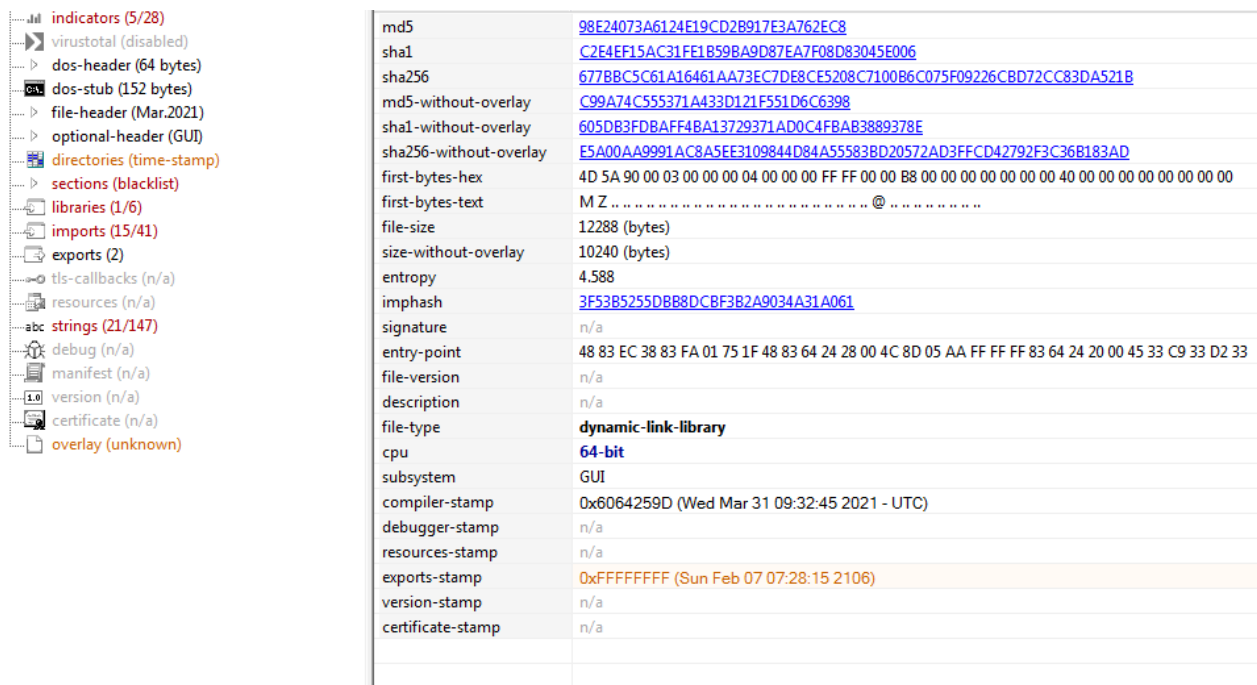 indicators (5/28)
virustotal (disabled)
dos-header (64 bytes)
dos-stub (152 bytes)
file-header (Mar.2021)
optional-header (GUI)
directories (time-stamp)
sections (blacklist)
libraries (1/6)
imports (15/41)
exports (2)
tls-callbacks (n/a)
resources (n/a)
abc strings (21/147)
debug (n/a)
manifest (n/a)
1.0 version (n/a)
certificate (n/a)
overlay (unknown)
md5 98E24073A6124E19CD2B917E3A762EC8
sha1 C2E4EF15AC31FE1B59BA9D87EA7F08D83045E006
sha256 677BBC5C61A16461AA73EC7DE8CE5208C7100B6C075F09226CBD72CC83DA521B
md5-without-overlay C99A74C555371A433D121F551D6C6398
sha1-without-overlay 605DB3FDBAFF4BA13729371AD0C4FBAB3889378E
sha256-without-overlay E5A00AA9991AC8A5EE3109844D84A55583BD20572AD3FFCD42792F3C36B183AD
first-bytes-hex 4D 5A 90 00 03 00 00 00 04 00 00 00 FF FF 00 00 B8 00 00 00 00 00 00 00 40 00 00 00 00 00 00 00
first-bytes-text M Z .. .. .. .. .. .. .. .. .. .. .. .. .. .. .. .. .. .. .. .. .. .. @ .. .. .. .. .. .. ..
file-size 12288 (bytes)
size-without-overlay 10240 (bytes)
entropy 4.588
imphash 3F53B5255DBB8DCBF3B2A9034A31A061
signature n/a
entry-point 48 83 EC 38 83 FA 01 75 1F 48 83 64 24 28 00 4C 8D 05 AA FF FF FF 83 64 24 20 00 45 33 C9 33 D2 33
file-version n/a
description n/a
file-type dynamic-link-library
cpu 64-bit
subsystem GUI
compiler-stamp 0x6064259D (Wed Mar 31 09:32:45 2021 - UTC)
debugger-stamp n/a
resources-stamp n/a
exports-stamp 0xFFFFFFFF (Sun Feb 07 07:28:15 2106)
version-stamp n/a
certificate-stamp n/a